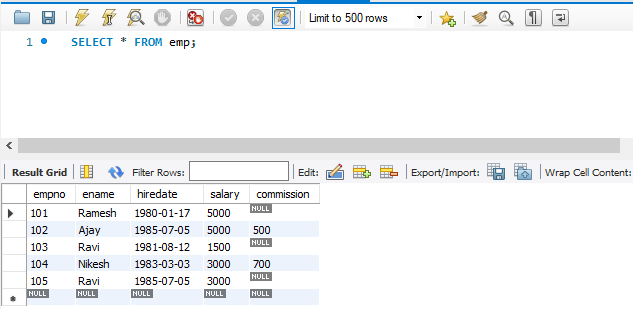 Limit to 500 rows
1 SELECT * FROM emp;
Result Grid Filter Rows: Edit: Export/Import: Wrap Cell Content:
empno ename hiredate salary commission
101 Ramesh 1980-01-17 5000 NULL
102 Ajay 1985-07-05 5000 500
103 Ravi 1981-08-12 1500 NULL
104 Nikesh 1983-03-03 3000 700
105 Ravi 1985-07-05 3000 NULL
NULL NULL NULL NULL NULL